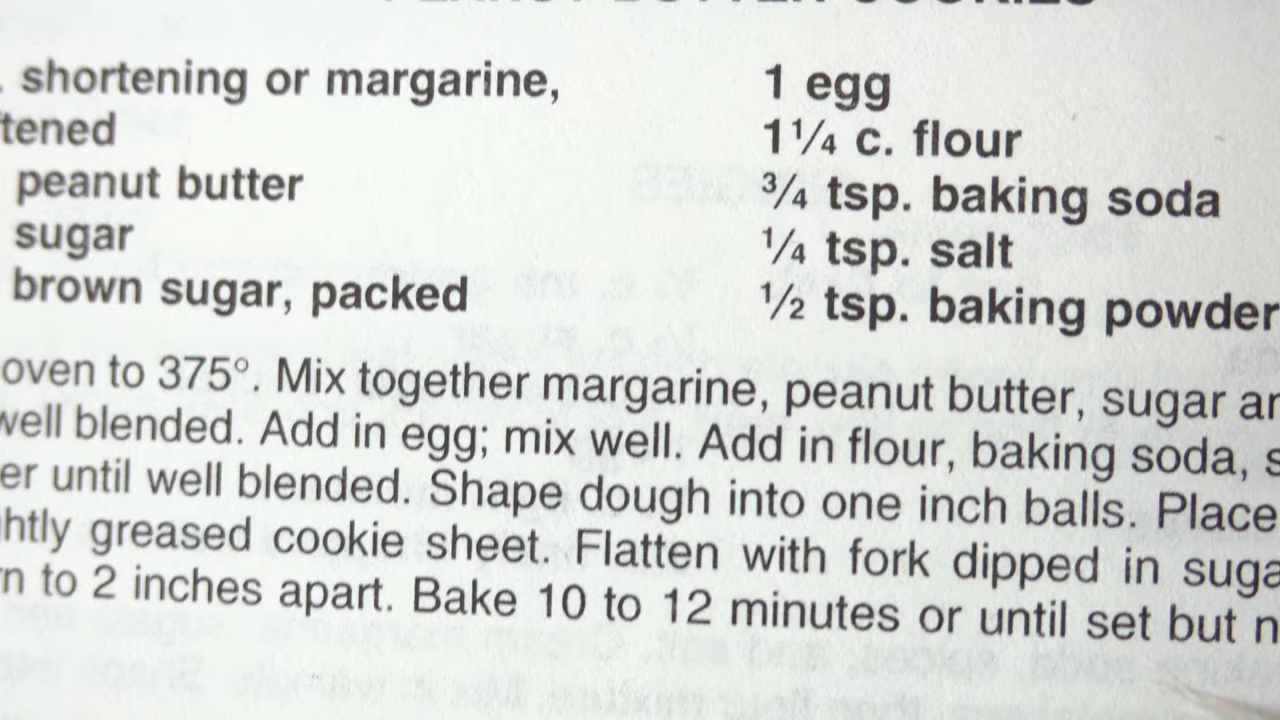 PEANUT BUTTER COOKIES
shortening or margarine,
tened
peanut butter
sugar
brown sugar, packed
1 egg
1¼ c. flour
¾ tsp. baking soda
¼ tsp. salt
½ tsp. baking powder
oven to 375°. Mix together margarine, peanut butter, sugar an
well blended. Add in egg; mix well. Add in flour, baking soda, s
er until well blended. Shape dough into one inch balls. Place
htly greased cookie sheet. Flatten with fork dipped in suga
n to 2 inches apart. Bake 10 to 12 minutes or until set but n